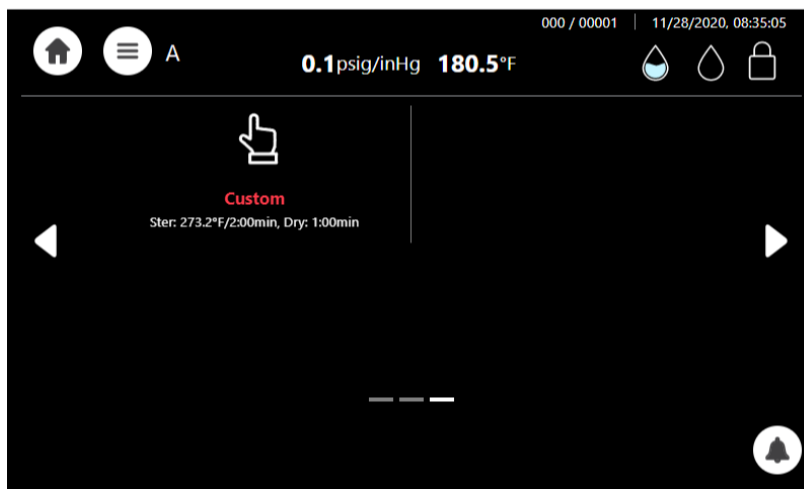 000 / 00001 | 11/28/2020, 08:35:05
A
0.1psig/inHg 180.5°F
Custom
Ster: 273.2°F/2:00min, Dry: 1:00min